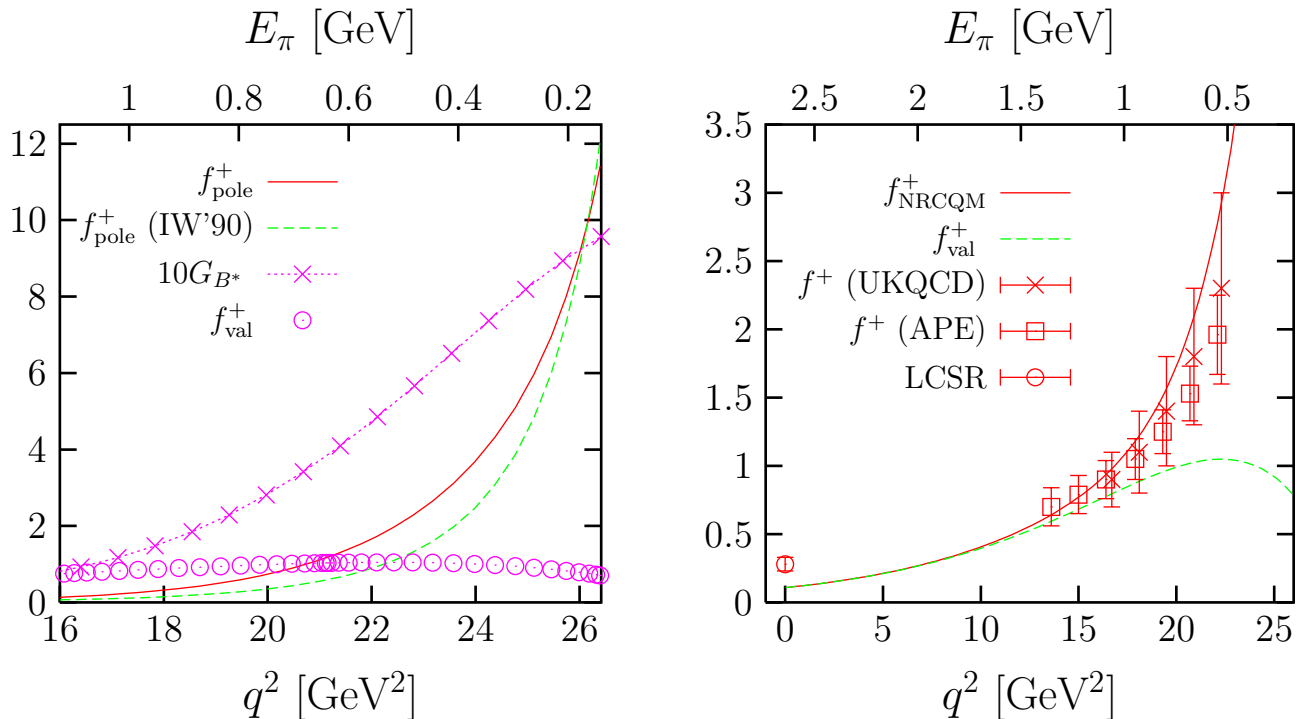 E_π [GeV]
1 0.8 0.6 0.4 0.2
12
10
8
6
4
2
0
f^+_pole
f^+_pole (IW'90)
10G_B*
f^+_val
16 18 20 22 24 26
q^2 [GeV^2]
E_π [GeV]
2.5 2 1.5 1 0.5
3.5
3
2.5
2
1.5
1
0.5
0
f^+_NRCQM
f^+_val
f^+ (UKQCD)
f^+ (APE)
LCSR
0 5 10 15 20 25
q^2 [GeV^2]